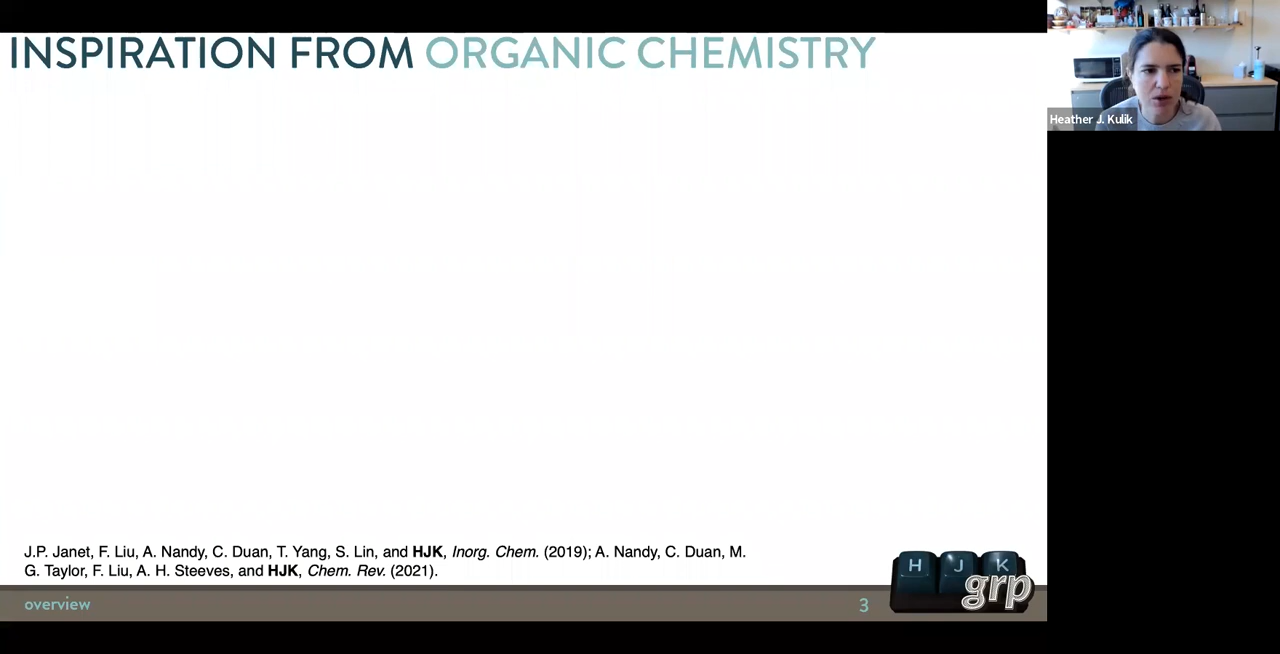 INSPIRATION FROM ORGANIC CHEMISTRY
Heather J. Kulik
J.P. Janet, F. Liu, A. Nandy, C. Duan, T. Yang, S. Lin, and HJK, Inorg. Chem. (2019); A. Nandy, C. Duan, M.
G. Taylor, F. Liu, A. H. Steeves, and HJK, Chem. Rev. (2021).
overview
3
H J K
grp